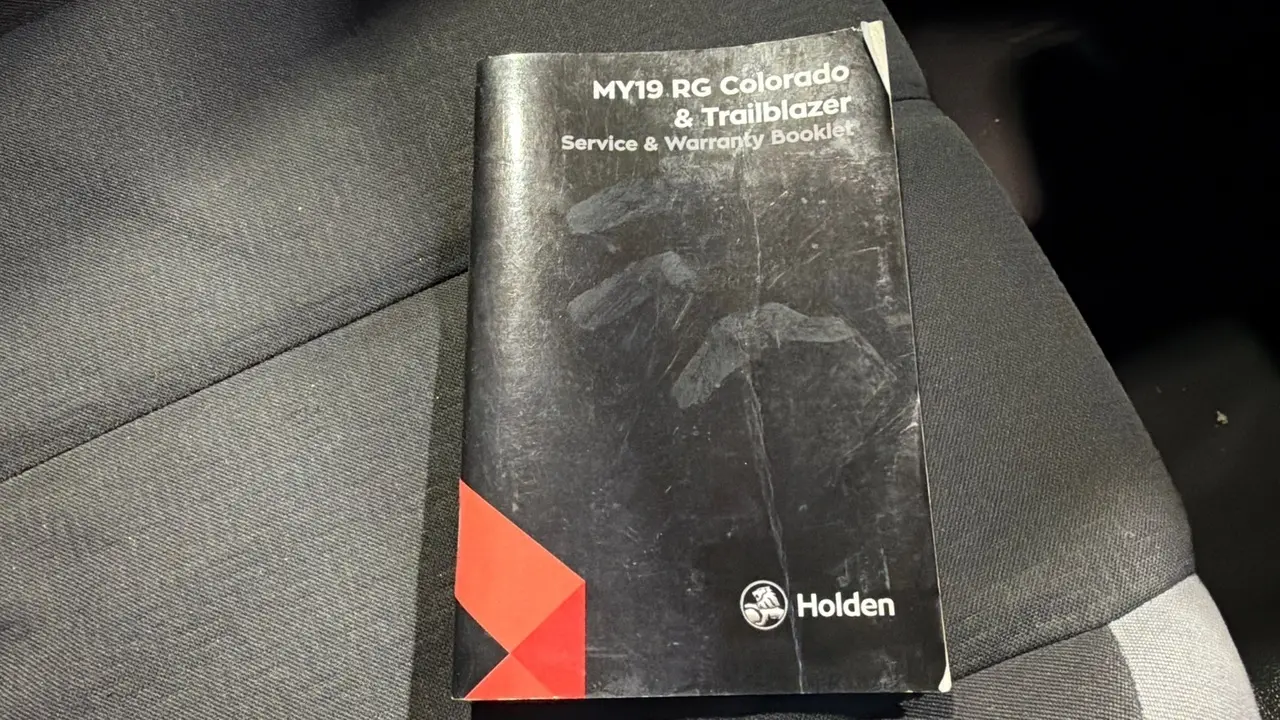 MY19 RG Colorado
& Trailblazer
Service & Warranty Booklet
Holden